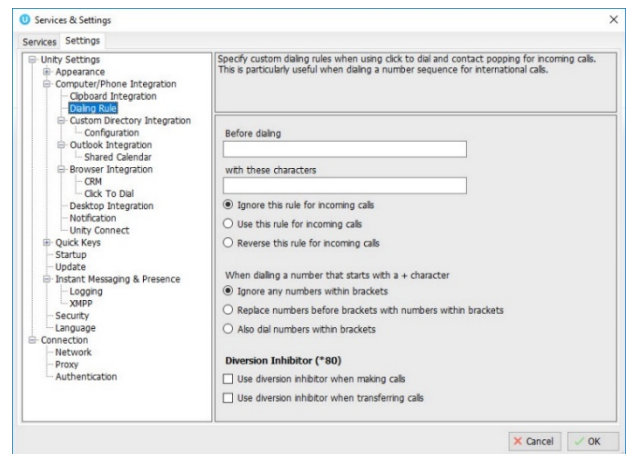 Services & Settings
Services
Settings
Unity Settings
Appearance
Computer/Phone Integration
Clipboard Integration
Dialing Rule
Custom Directory Integration
Configuration
Outlook Integration
Shared Calendar
Browser Integration
CRM
Click To Dial
Desktop Integration
Notification
Unity Connect
Quick Keys
Startup
Update
Instant Messaging & Presence
Logging
XMPP
Security
Language
Connection
Network
Proxy
Authentication
Specify custom dialing rules when using click to dial and contact popping for incoming calls.
This is particularly useful when dialing a number sequence for international calls.
Before dialing
with these characters
Ignore this rule for incoming calls
Use this rule for incoming calls
Reverse this rule for incoming calls
When dialing a number that starts with a + character
Ignore any numbers within brackets
Replace numbers before brackets with numbers within brackets
Also dial numbers within brackets
Diversion Inhibitor (*80)
Use diversion inhibitor when making calls
Use diversion inhibitor when transferring calls
Cancel
OK